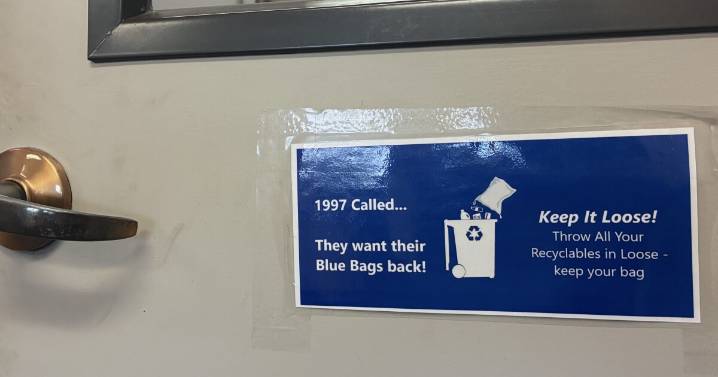 1997 Called...
They want their
Blue Bags back!
Keep It Loose!
Throw All Your
Recyclables in Loose -
keep your bag